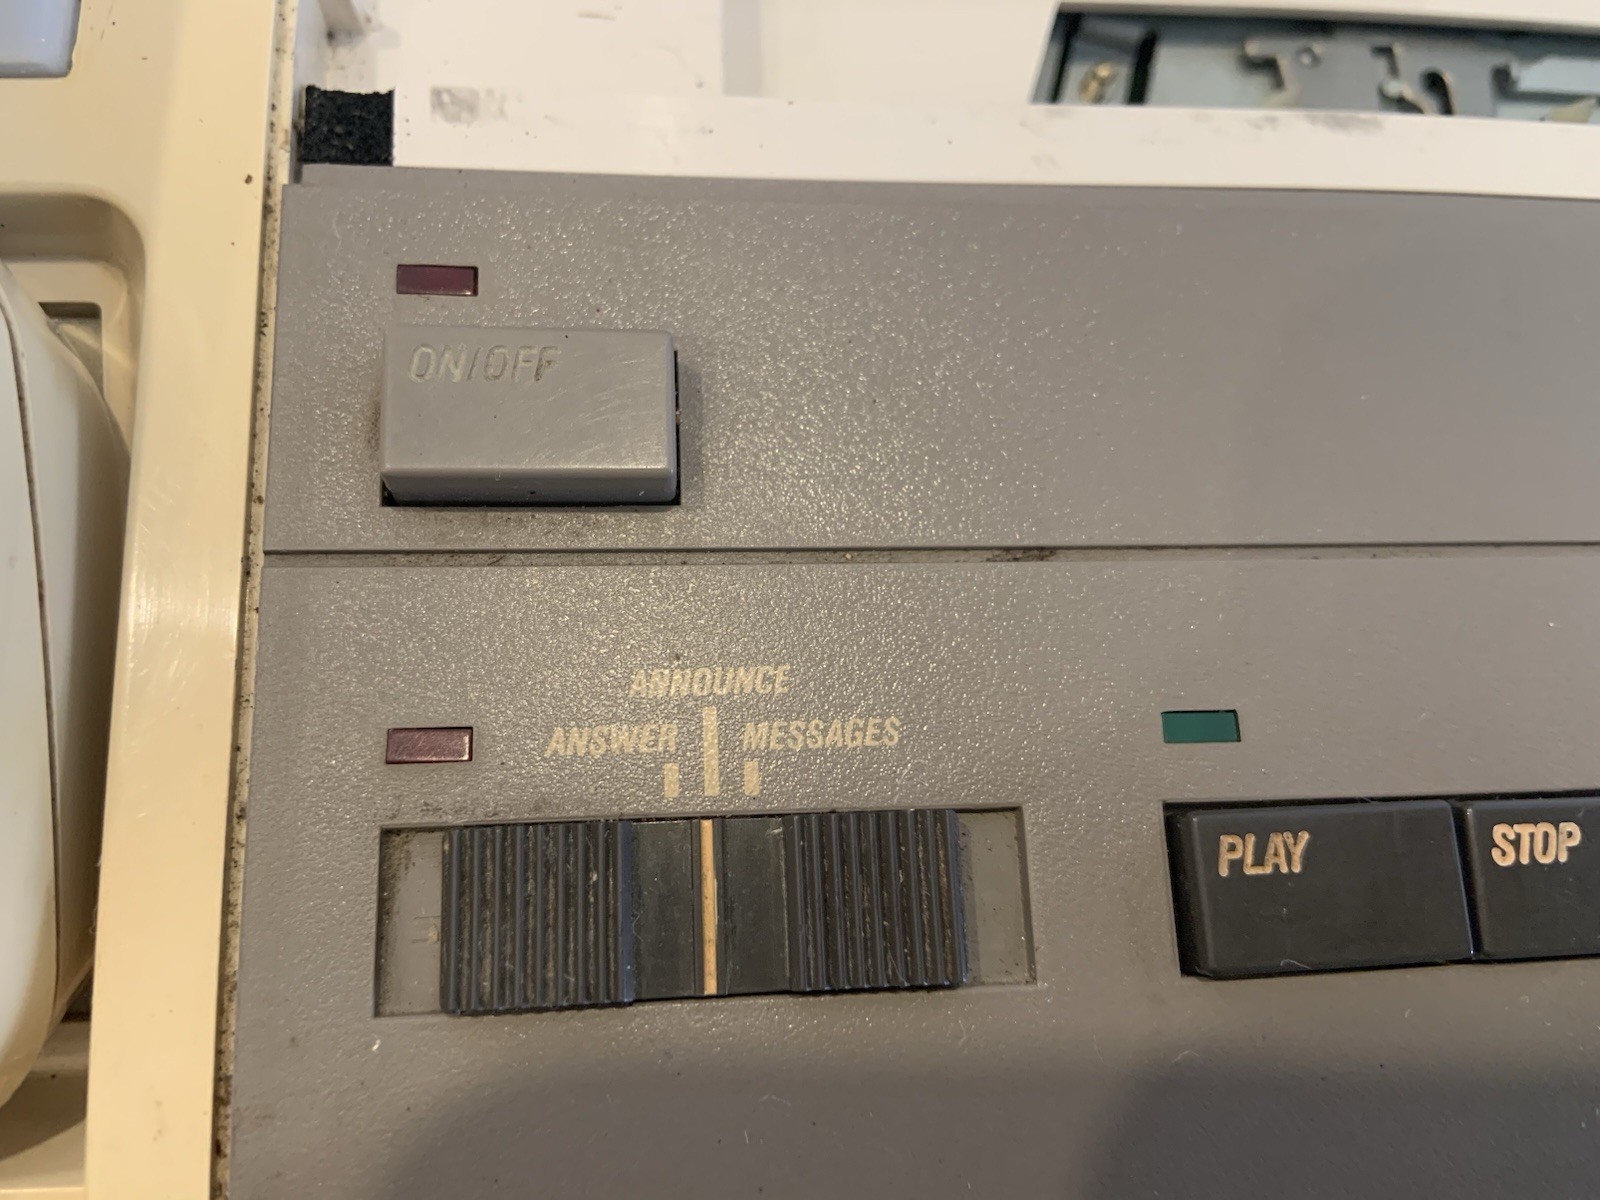 ON/OFF
ANNOUNCE
ANSWER MESSAGES
PLAY STOP